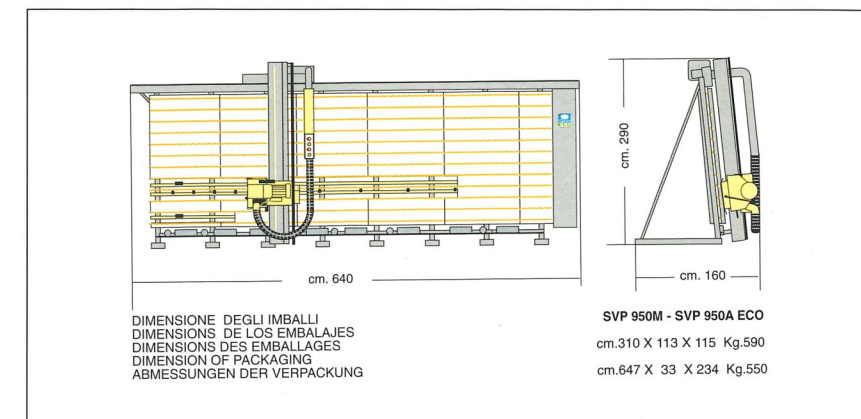 cm. 290
cm. 640
cm. 160
DIMENSIONE DEGLI IMBALLI
DIMENSIONS DE LOS EMBALAJES
DIMENSIONS DES EMBALLAGES
DIMENSION OF PACKAGING
ABMESSUNGEN DER VERPACKUNG
SVP 950M - SVP 950A ECO
cm.310 X 113 X 115 Kg.590
cm.647 X 33 X 234 Kg.550